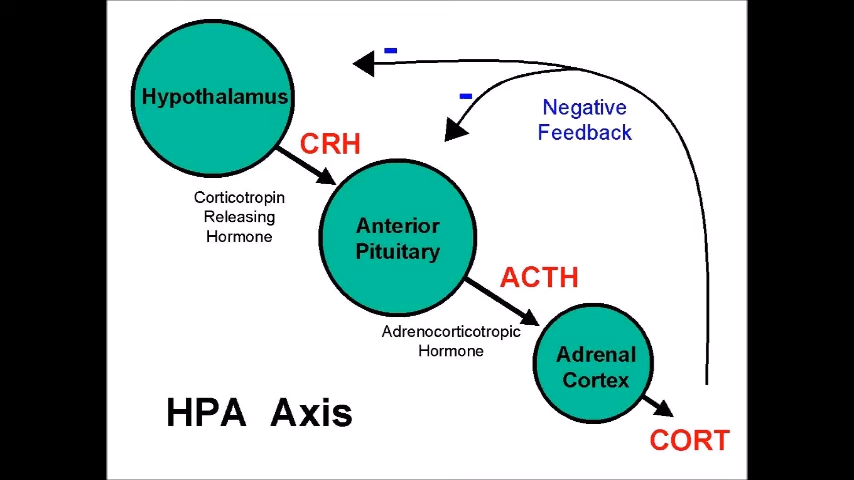 Hypothalamus
-
-
Negative
Feedback
CRH
Corticotropin
Releasing
Hormone
Anterior
Pituitary
ACTH
Adrenocorticotropic
Hormone
Adrenal
Cortex
HPA Axis
CORT